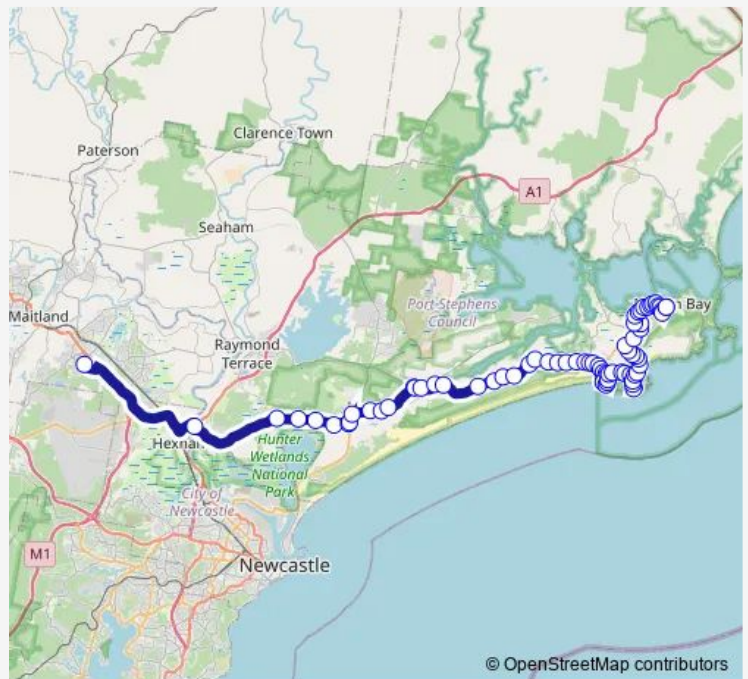 Clarence Town
Paterson
A1
Seaham
Port Stephens
Council
Bay
Maitland
Raymond
Terrace
Hunter
Wetlands
National
Park
City of
Newcastle
M1
Newcastle
© OpenStreetMap contributors